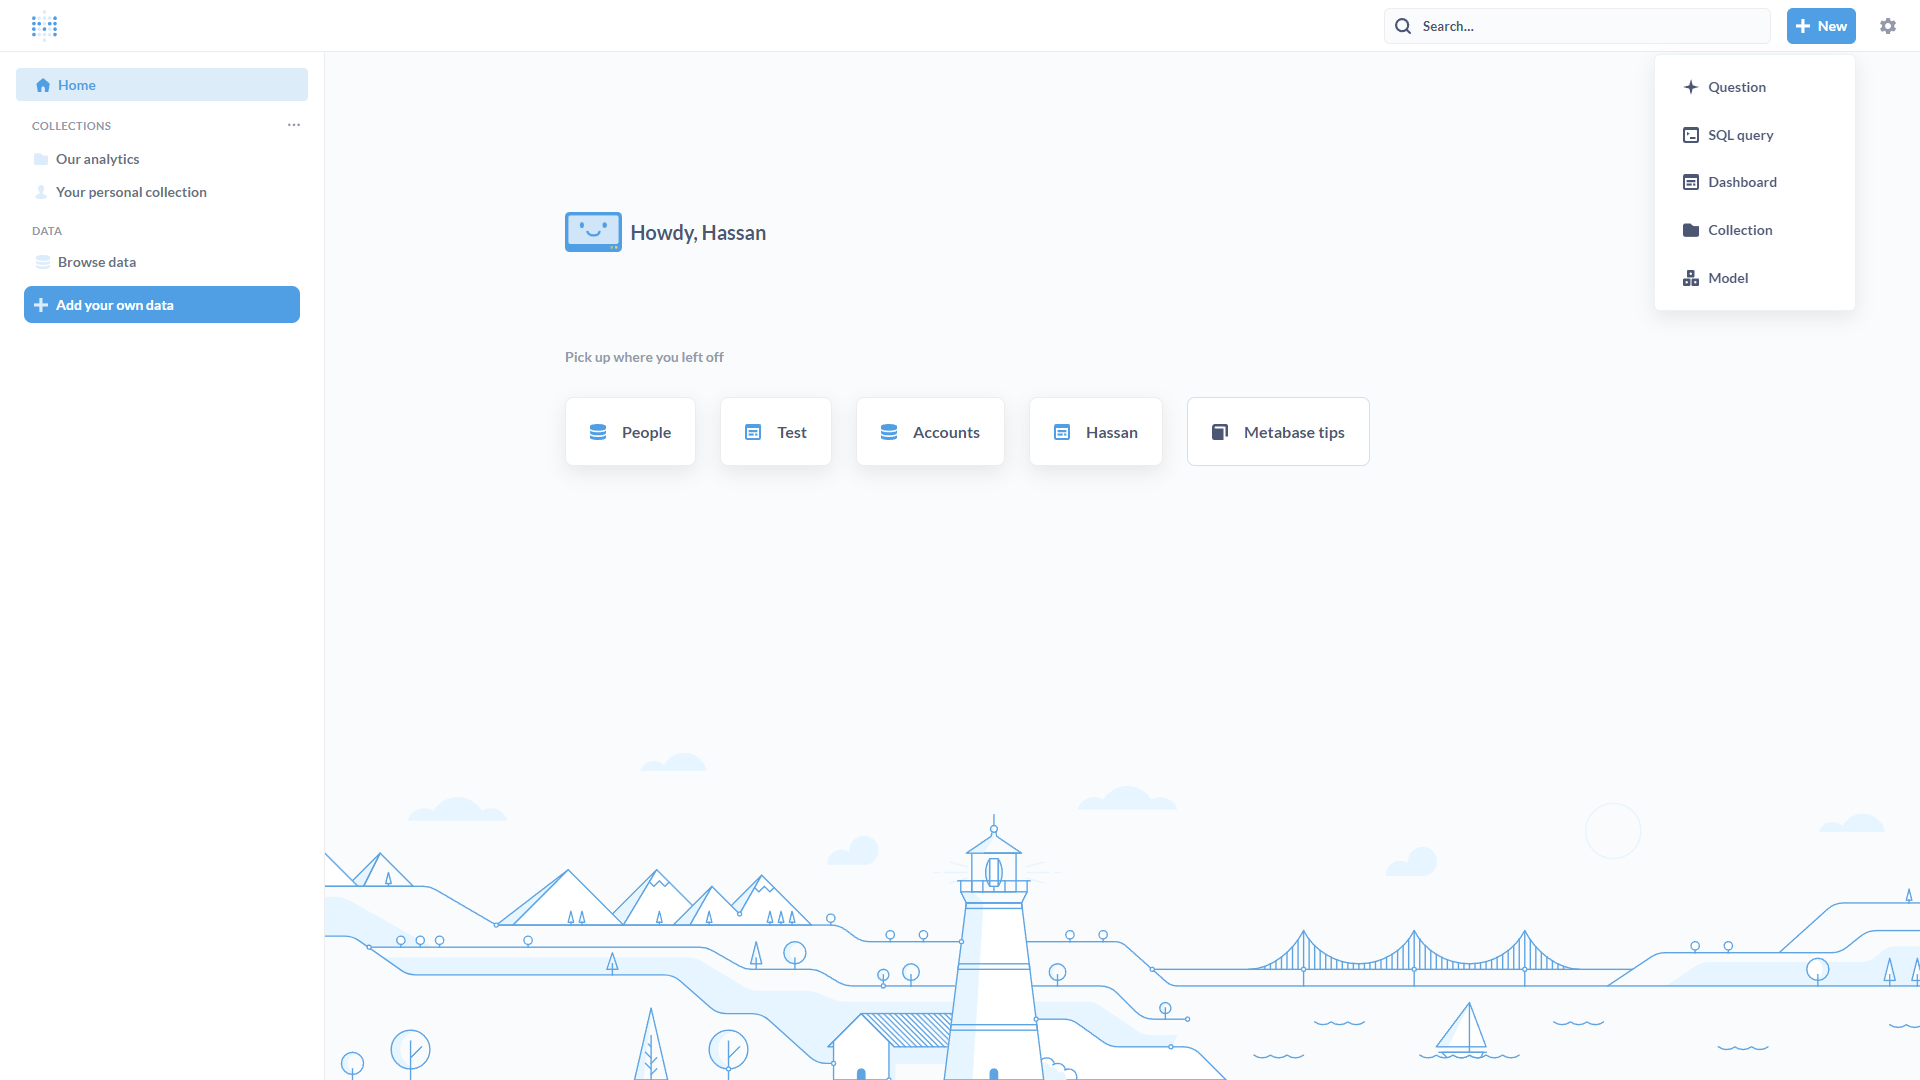 Search...
New
Home
COLLECTIONS
Our analytics
Your personal collection
DATA
Browse data
Add your own data
Question
SQL query
Dashboard
Collection
Model
Howdy, Hassan
Pick up where you left off
People
Test
Accounts
Hassan
Metabase tips